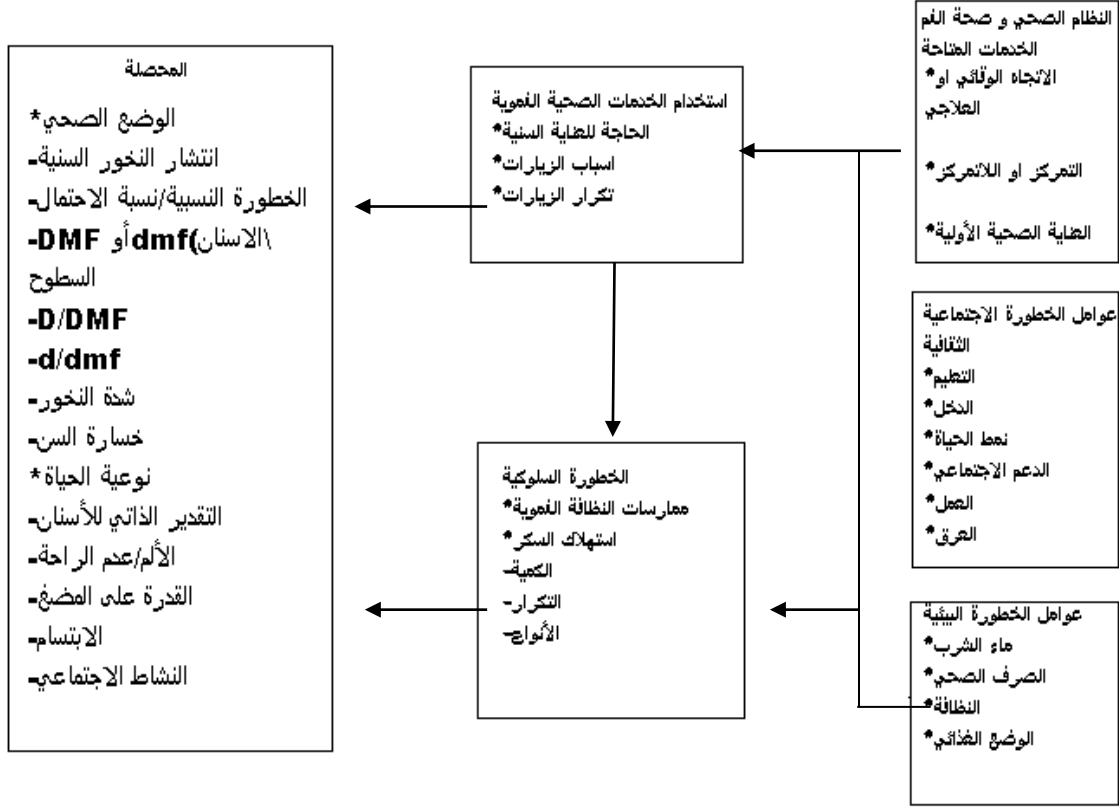 النظام الصحي و صحة الفم
الخدمات المتاحة
الاتجاه الوقائي او*
العلاجي
التمركز او اللاتمركز*
العناية الصحية الأولية*
عوامل الخطورة الاجتماعية
الثقافية
التعليم*
الدخل*
نمط الحياة*
الدعم الاجتماعي*
العمل*
العرق*
عوامل الخطورة البيئية
ماء الشرب*
الصرف الصحي*
النظافة*
الوضع الغذائي*
استخدام الخدمات الصحية الفموية
الحاجة للعناية السنية*
اسباب الزيارات*
تكرار الزيارات*
الخطورة السلوكية
ممارسات النظافة الفموية*
استهلاك السكر*
الكمية-
التكرار-
الأنواع-
المحصلة
الوضع الصحي*
انتشار النخور السنية-
الخطورة النسبية/نسبة الاحتمال-
-DMF أو dmf(الاسنان\
السطوح
-D/DMF
-d/dmf
شدة النخور-
خسارة السن-
نوعية الحياة*
التقدير الذاتي للأسنان-
الألم/عدم الراحة-
القدرة على المضغ-
الابتسام-
النشاط الاجتماعي-